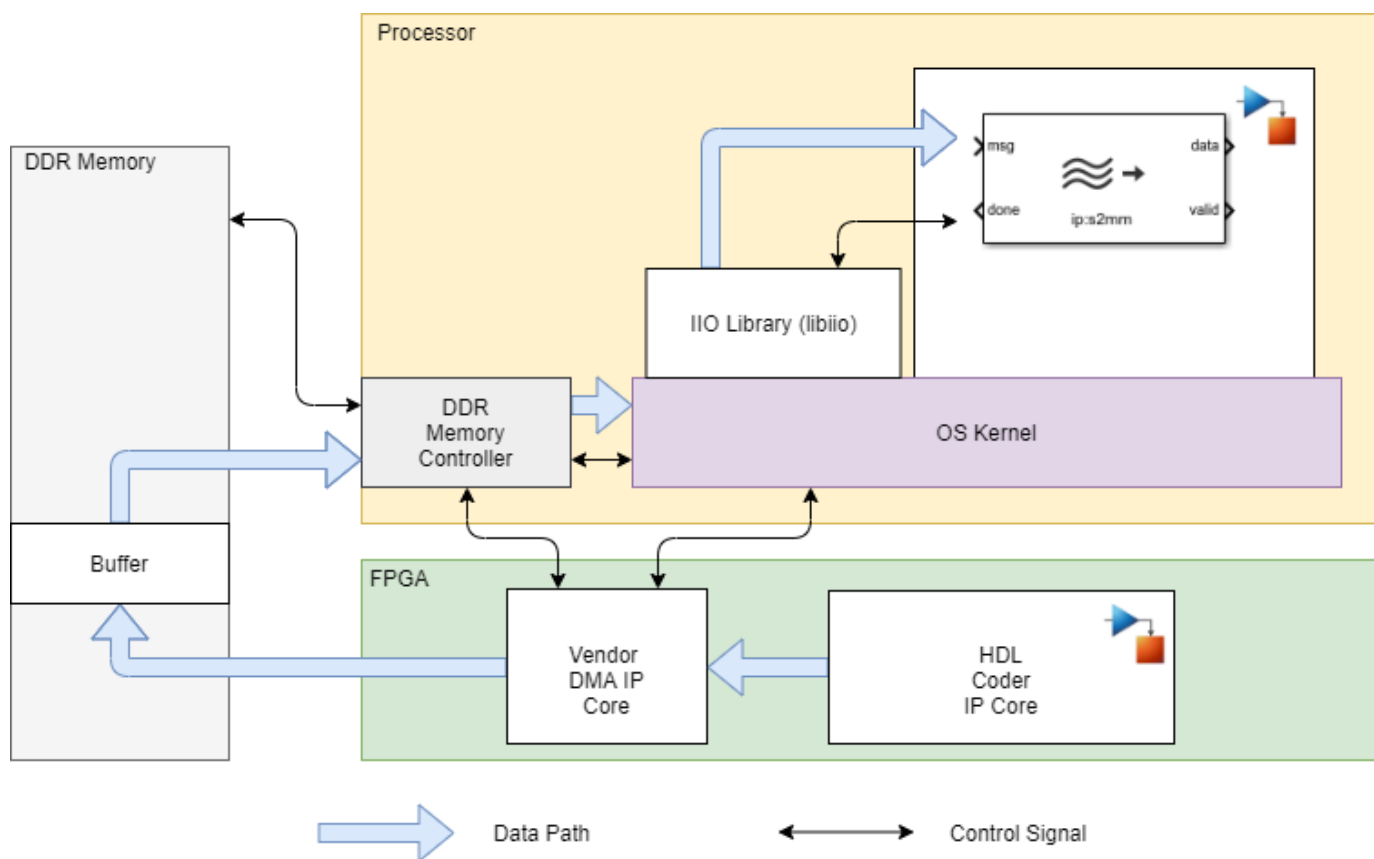 Processor
DDR Memory
msg
data
done
valid
ip:s2mm
IIO Library (libiio)
DDR
Memory
Controller
OS Kernel
Buffer
FPGA
Vendor
DMA IP
Core
HDL
Coder
IP Core
Data Path
Control Signal